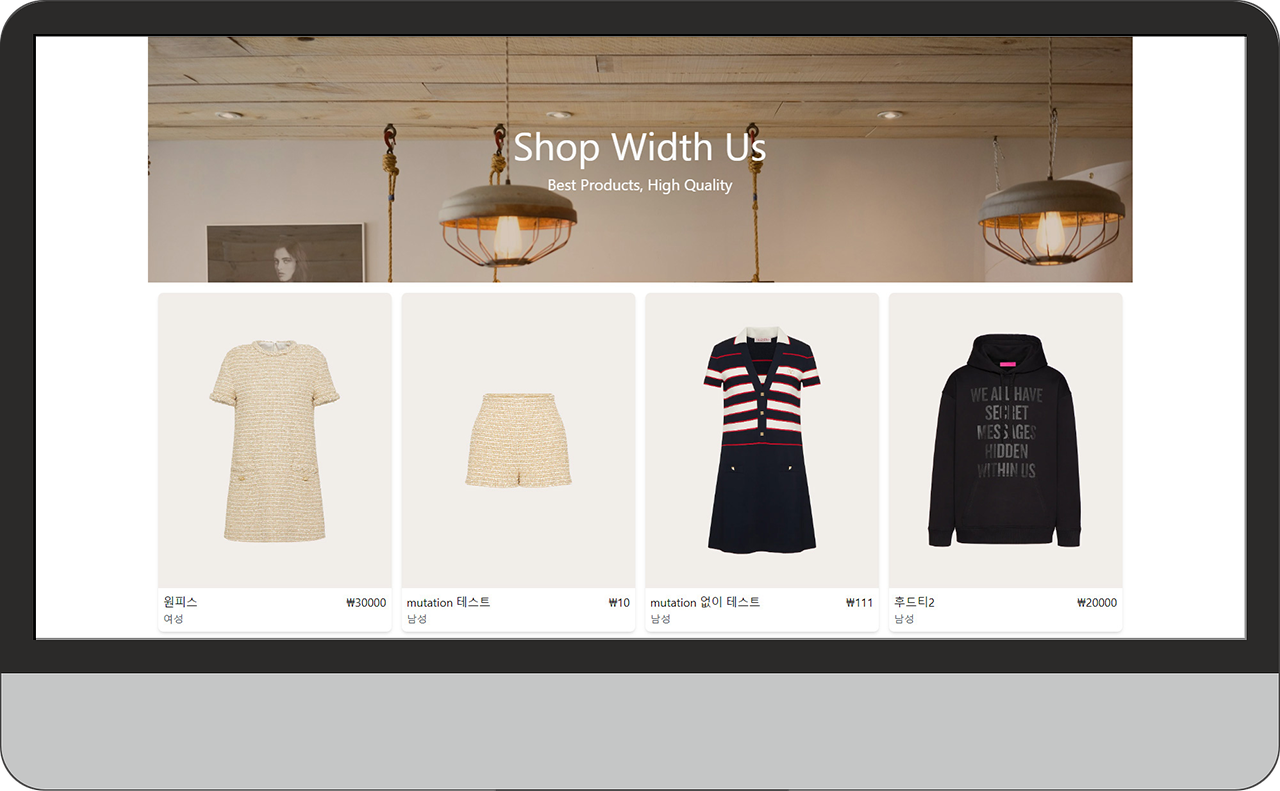 Shop Width Us
Best Products, High Quality
WE ALL HAVE
SECRET
MESSAGES
HIDDEN
WITHIN US
원피스 ₩30000
여성
mutation 테스트 ₩10
남성
mutation 없이 테스트 ₩111
남성
후드티2 ₩20000
남성